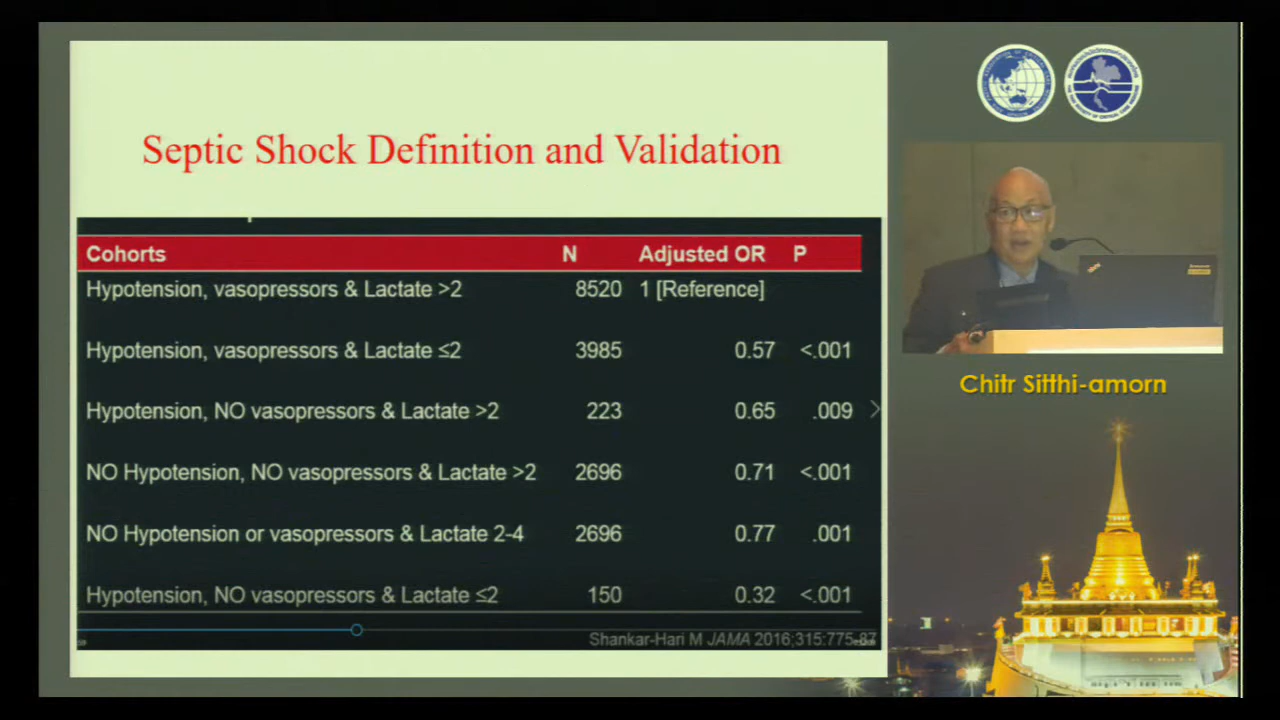 Septic Shock Definition and Validation
Cohorts N Adjusted OR P
Hypotension, vasopressors & Lactate >2 8520 1 [Reference]
Hypotension, vasopressors & Lactate ≤2 3985 0.57 <.001
Hypotension, NO vasopressors & Lactate >2 223 0.65 .009
NO Hypotension, NO vasopressors & Lactate >2 2696 0.71 <.001
NO Hypotension or vasopressors & Lactate 2-4 2696 0.77 .001
Hypotension, NO vasopressors & Lactate ≤2 150 0.32 <.001
Shankar-Hari M JAMA 2016;315:775-87
Chitr Sitthi-amorn